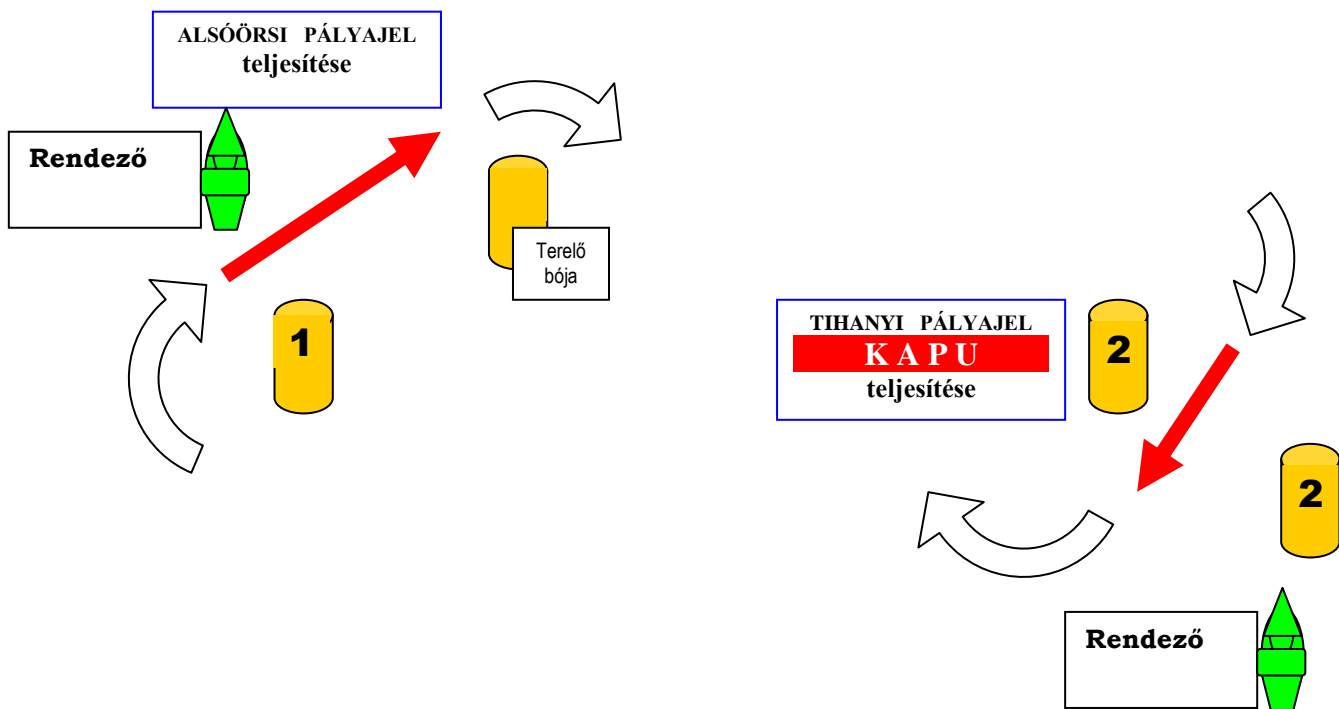 ALSÓÖRSI PÁLYAJEL
teljesítése
Rendező
Terelő
bója
1
TIHANYI PÁLYAJEL
K A P U
teljesítése
2
2
Rendező